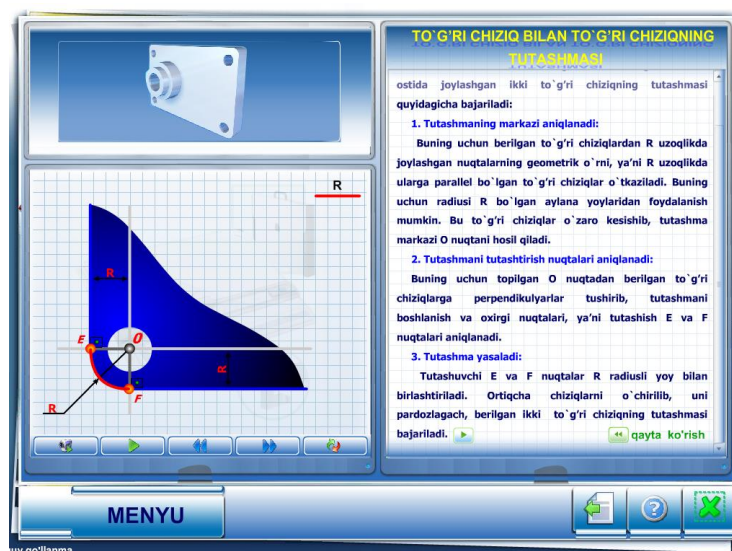 TO`G'RI CHIZIQ BILAN TO`G'RI CHIZIQNING
TUTASHMASI
ostida joylashgan ikki to`g'ri chiziqning tutashmasi
quyidagicha bajariladi:
1. Tutashmaning markazi aniqlanadi:
Buning uchun berilgan to`g'ri chiziqlardan R uzoqlikda
joylashgan nuqtalarning geometrik o`rni, ya'ni R uzoqlikda
ularga parallel bo`lgan to`g'ri chiziqlar o`tkaziladi. Buning
uchun radiusi R bo`lgan aylana yoylaridan foydalanish
mumkin. Bu to`g'ri chiziqlar o`zaro kesishib, tutashma
markazi O nuqtani hosil qiladi.
2. Tutashmani tutashtirish nuqtalari aniqlanadi:
Buning uchun topilgan O nuqtadan berilgan to`g'ri
chiziqlarga perpendikulyarlar tushirib, tutashmani
boshlanish va oxirgi nuqtalari, ya'ni tutashish E va F
nuqtalari aniqlanadi.
3. Tutashma yasaladi:
Tutashuvchi E va F nuqtalar R radiusli yoy bilan
birlashtiriladi. Ortiqcha chiziqlarni o`chirilib, uni
pardozlagach, berilgan ikki to`g'ri chiziqning tutashmasi
bajariladi.
qayta ko'rish
R
R
E
O
R
F
R
MENYU
quv qo'llanma